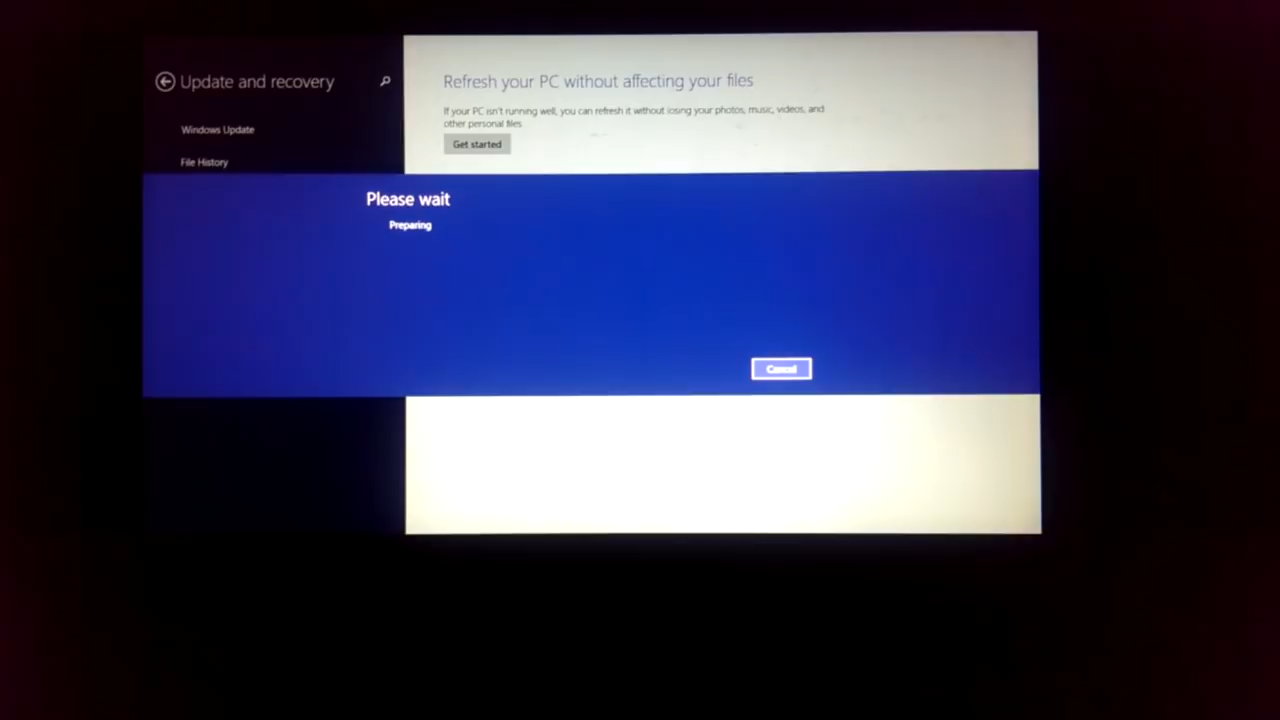 Update and recovery
Windows Update
File History
Refresh your PC without affecting your files
If your PC isn't running well, you can refresh it without losing your photos, music, videos, and
other personal files.
Get started
Please wait
Preparing
Cancel